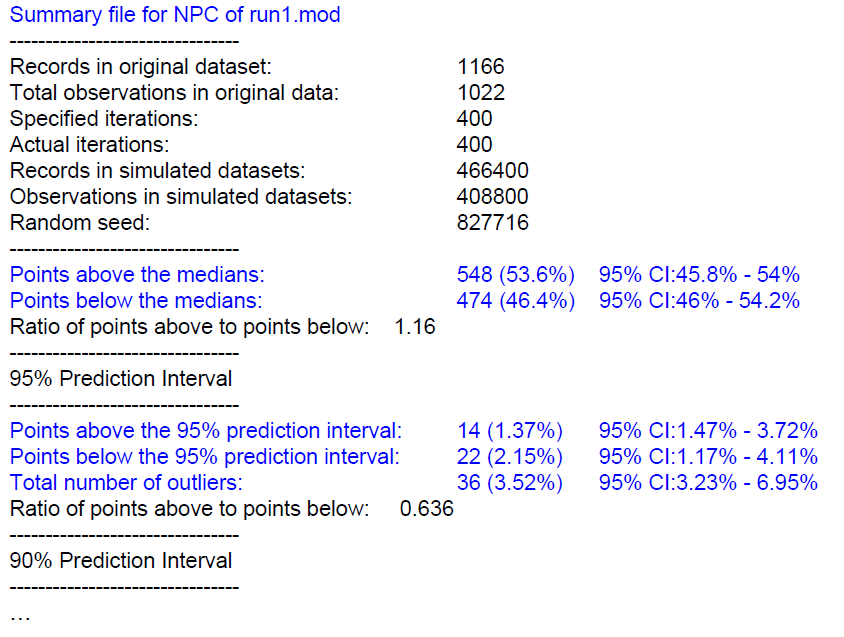 Summary file for NPC of run1.mod
--------------------------------
Records in original dataset: 1166
Total observations in original data: 1022
Specified iterations: 400
Actual iterations: 400
Records in simulated datasets: 466400
Observations in simulated datasets: 408800
Random seed: 827716
--------------------------------
Points above the medians: 548 (53.6%) 95% CI:45.8% - 54%
Points below the medians: 474 (46.4%) 95% CI:46% - 54.2%
Ratio of points above to points below: 1.16
--------------------------------
95% Prediction Interval
--------------------------------
Points above the 95% prediction interval: 14 (1.37%) 95% CI:1.47% - 3.72%
Points below the 95% prediction interval: 22 (2.15%) 95% CI:1.17% - 4.11%
Total number of outliers: 36 (3.52%) 95% CI:3.23% - 6.95%
Ratio of points above to points below: 0.636
--------------------------------
90% Prediction Interval
--------------------------------
…